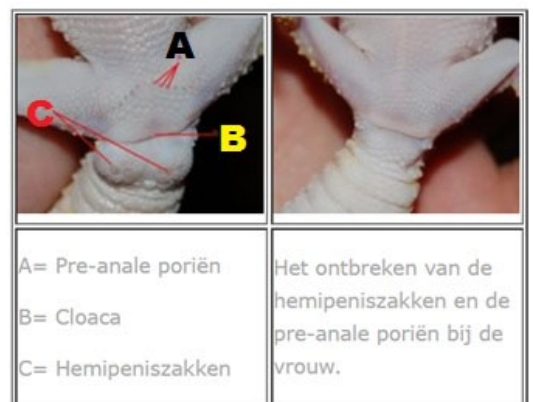 A
C
B
A= Pre-anale poriën
B= Cloaca
C= Hemipeniszakken
Het ontbreken van de
hemipeniszakken en de
pre-anale poriën bij de
vrouw.